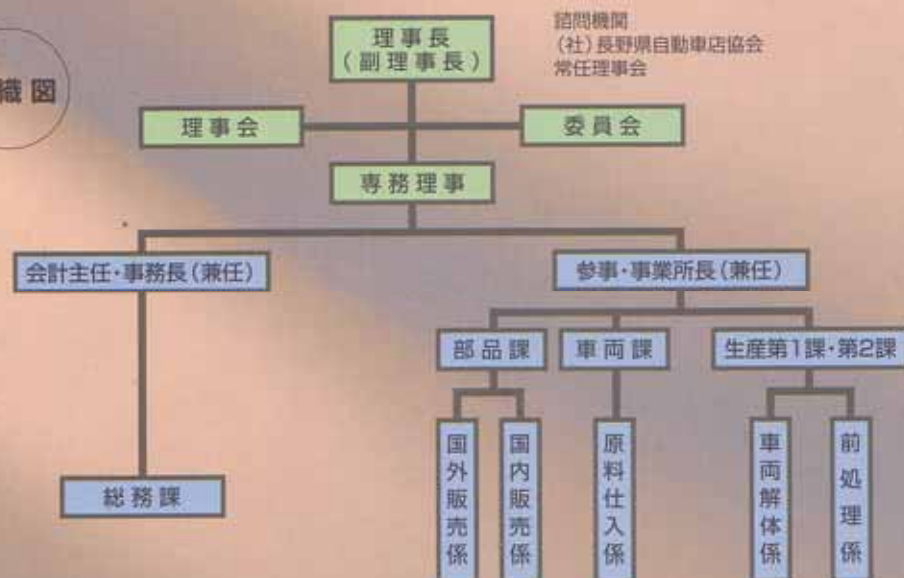 織図
理事長
(副理事長)
諮問機関
(社)長野県自動車店協会
常任理事会
理事会
委員会
専務理事
会計主任・事務長(兼任)
参事・事業所長(兼任)
部品課
車両課
生産第1課・第2課
国外販売係
国内販売係
原料仕入係
車両解体係
前処理係
総務課